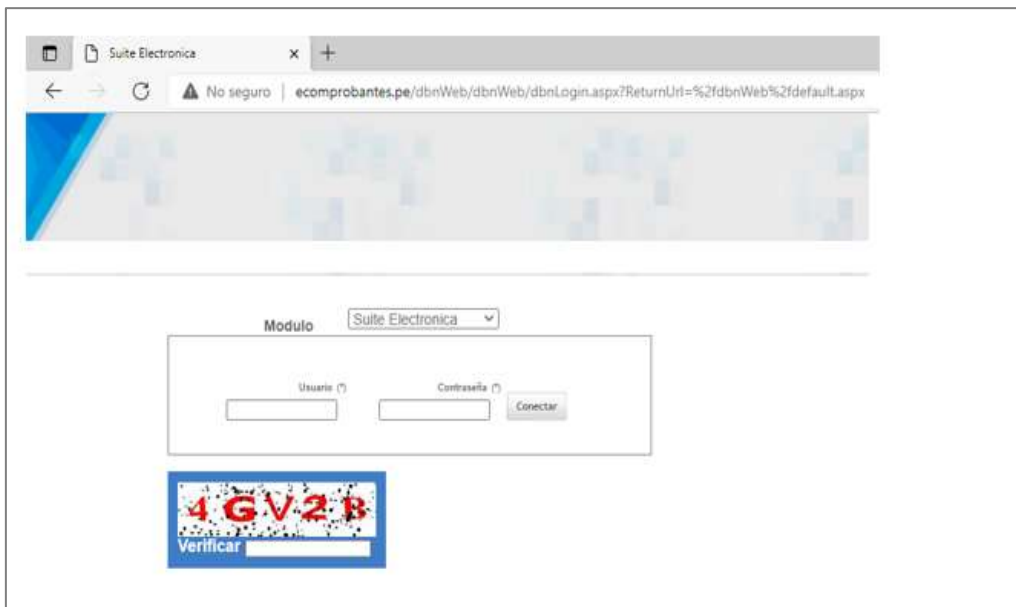 Suite Electronica
No seguro | ecomprobantes.pe/dbnWeb/dbnWeb/dbnLogin.aspx?ReturnUrl=%2fdbnWeb%2fdefault.aspx
Modulo Suite Electronica
Usuario (*) Contraseña (*)
Conectar
4GV2B
Verificar